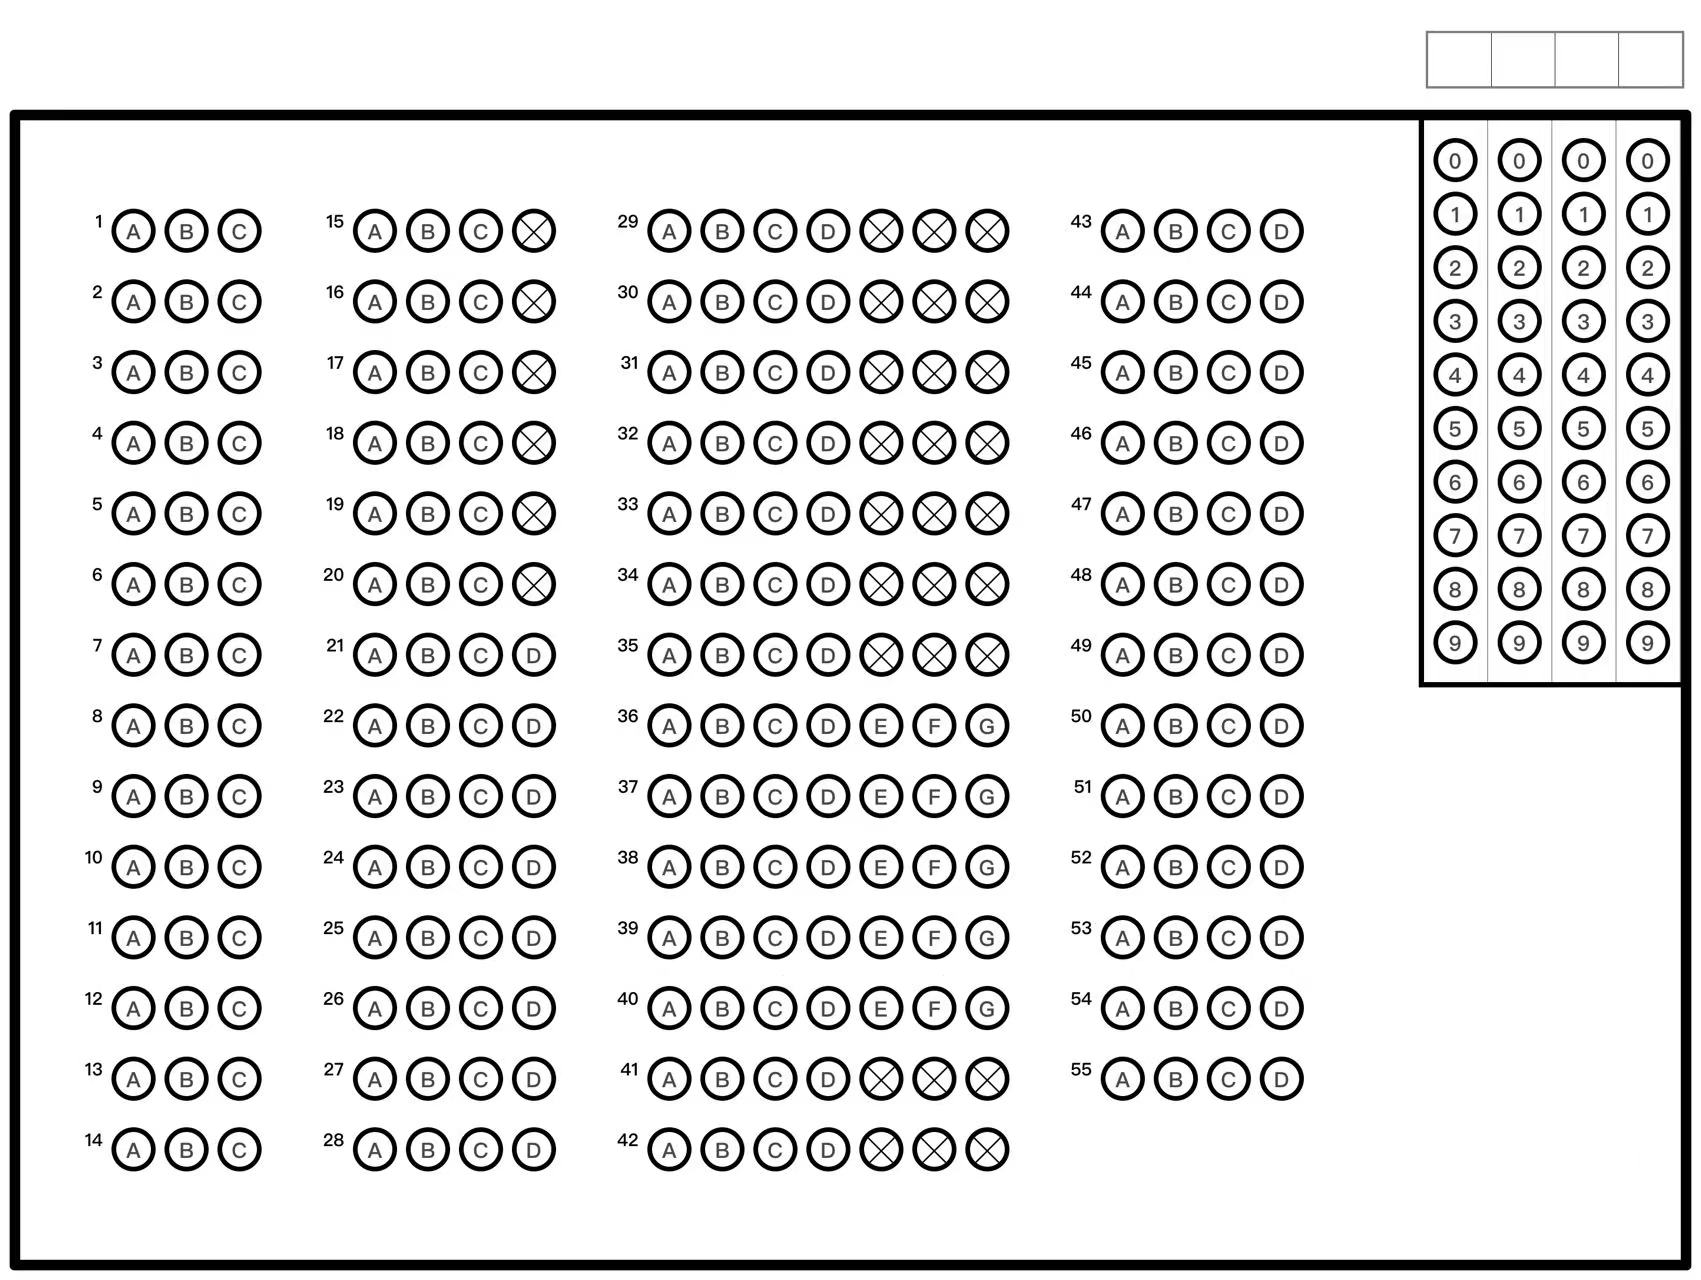 1 A B C
2 A B C
3 A B C
4 A B C
5 A B C
6 A B C
7 A B C
8 A B C
9 A B C
10 A B C
11 A B C
12 A B C
13 A B C
14 A B C
15 A B C
16 A B C
17 A B C
18 A B C
19 A B C
20 A B C
21 A B C D
22 A B C D
23 A B C D
24 A B C D
25 A B C D
26 A B C D
27 A B C D
28 A B C D
29 A B C D
30 A B C D
31 A B C D
32 A B C D
33 A B C D
34 A B C D
35 A B C D
36 A B C D E F G
37 A B C D E F G
38 A B C D E F G
39 A B C D E F G
40 A B C D E F G
41 A B C D
42 A B C D
43 A B C D
44 A B C D
45 A B C D
46 A B C D
47 A B C D
48 A B C D
49 A B C D
50 A B C D
51 A B C D
52 A B C D
53 A B C D
54 A B C D
55 A B C D
0 0 0 0
1 1 1 1
2 2 2 2
3 3 3 3
4 4 4 4
5 5 5 5
6 6 6 6
7 7 7 7
8 8 8 8
9 9 9 9